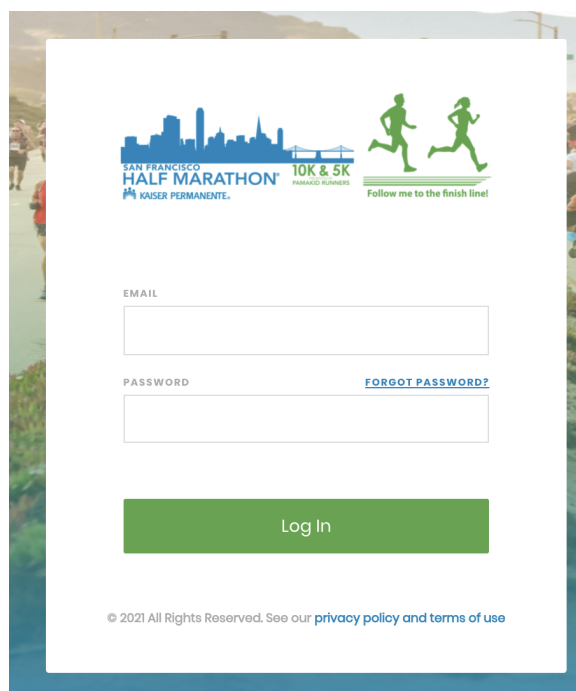 SAN FRANCISCO
HALF MARATHON®
KAISER PERMANENTE®
10K & 5K
PAMAKID RUNNERS
Follow me to the finish line!
EMAIL
PASSWORD
FORGOT PASSWORD?
Log In
© 2021 All Rights Reserved. See our privacy policy and terms of use